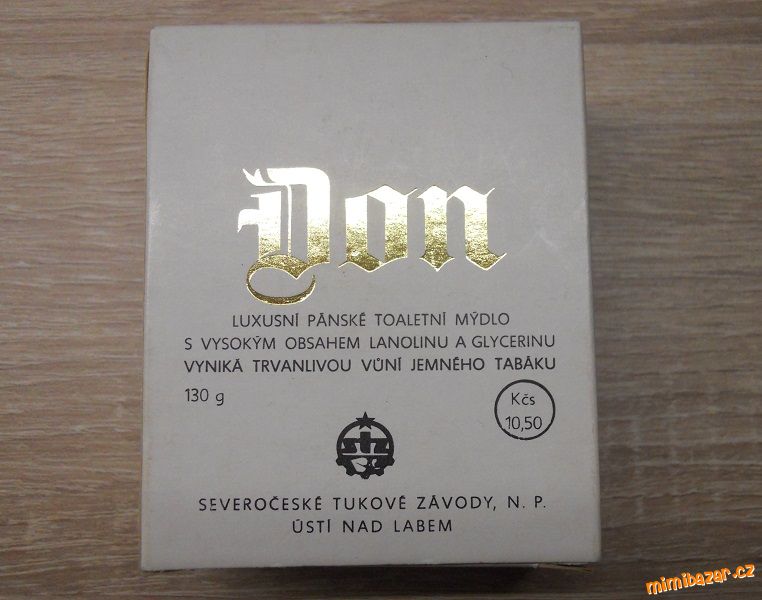 Don
LUXUSNÍ PÁNSKÉ TOALETNÍ MÝDLO
S VYSOKÝM OBSAHEM LANOLINU A GLYCERINU
VYNIKÁ TRVANLIVOU VŮNÍ JEMNÉHO TABÁKU
130 g
Kčs
10,50
stz
SEVEROČESKÉ TUKOVÉ ZÁVODY, N. P.
ÚSTÍ NAD LABEM
mimibazar.cz